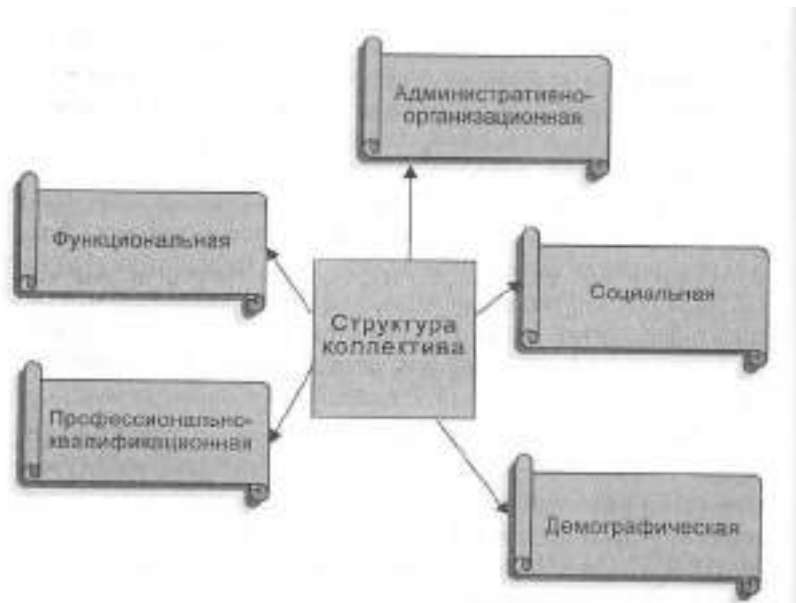 Административно-
организационная
Функциональная
Социальная
Структура
коллектива
Профессионально-
квалификационная
Демографическая